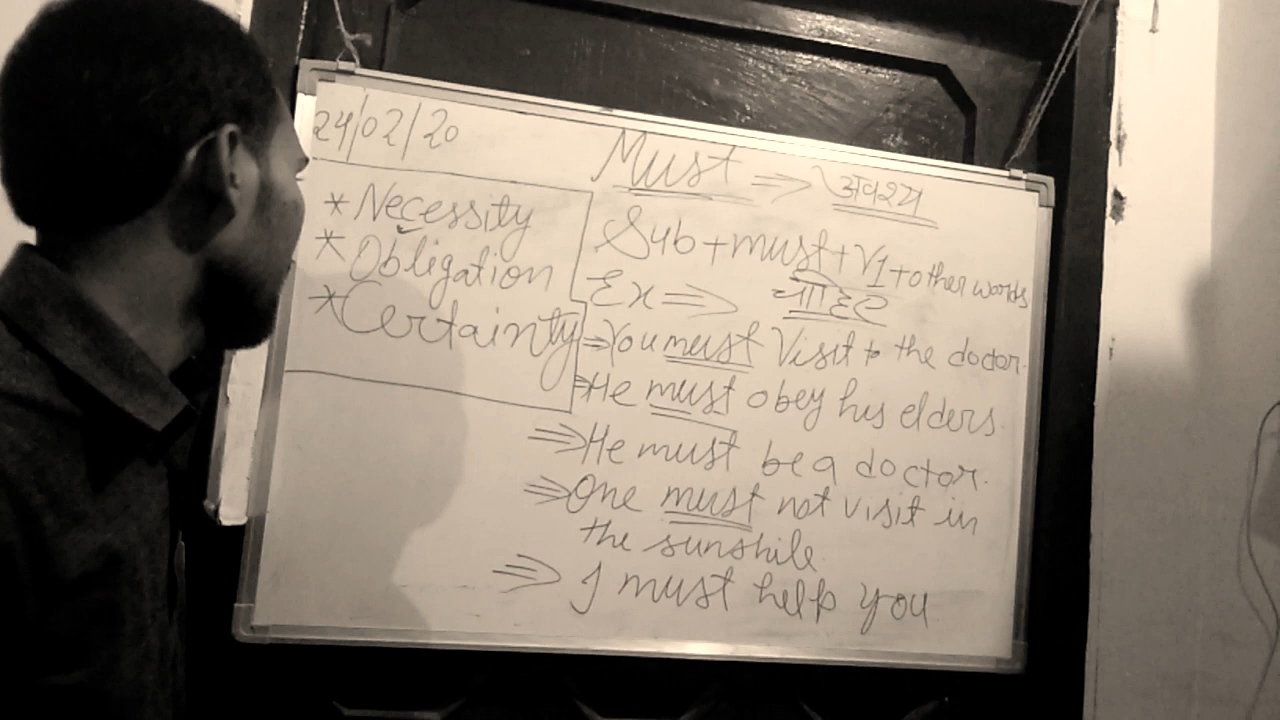 24/02/20
Must ⇒ अवश्य
* Necessity
* Obligation
* Certainty
Sub + must + V1 + other words
Ex ⇒
⇒ You must Visit to the doctor.
⇒ He must obey his elders.
⇒ He must be a doctor.
⇒ One must not visit in
the sunshile.
⇒ I must help you